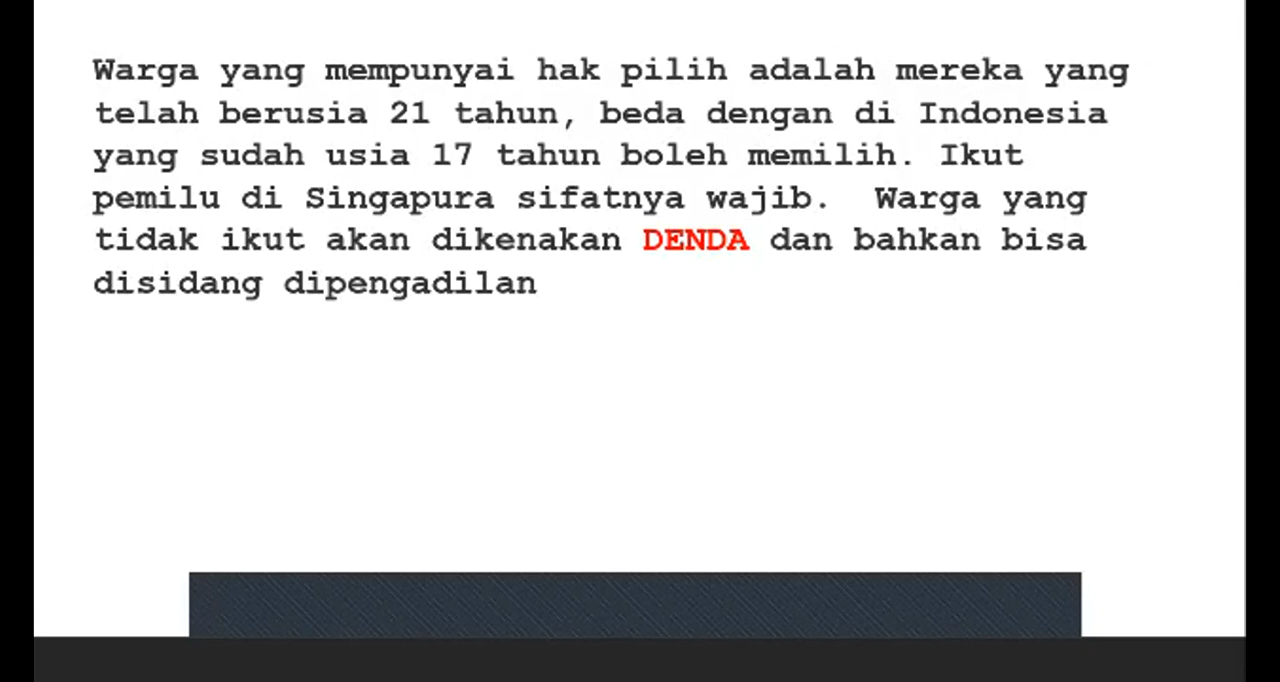 Warga yang mempunyai hak pilih adalah mereka yang
telah berusia 21 tahun, beda dengan di Indonesia
yang sudah usia 17 tahun boleh memilih. Ikut
pemilu di Singapura sifatnya wajib.  Warga yang
tidak ikut akan dikenakan DENDA dan bahkan bisa
disidang dipengadilan